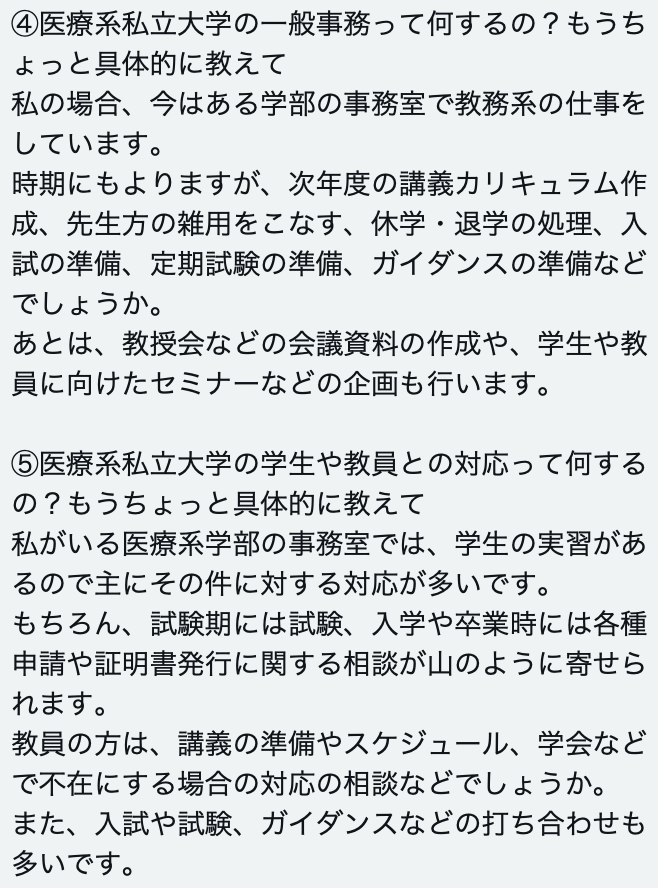 ④医療系私立大学の一般事務って何するの？もうち
ょっと具体的に教えて
私の場合、今はある学部の事務室で教務系の仕事を
しています。
時期にもよりますが、次年度の講義カリキュラム作
成、先生方の雑用をこなす、休学・退学の処理、入
試の準備、定期試験の準備、ガイダンスの準備など
でしょうか。
あとは、教授会などの会議資料の作成や、学生や教
員に向けたセミナーなどの企画も行います。

⑤医療系私立大学の学生や教員との対応って何する
の？もうちょっと具体的に教えて
私がいる医療系学部の事務室では、学生の実習があ
るので主にその件に対する対応が多いです。
もちろん、試験期には試験、入学や卒業時には各種
申請や証明書発行に関する相談が山のように寄せら
れます。
教員の方は、講義の準備やスケジュール、学会など
で不在にする場合の対応の相談などでしょうか。
また、入試や試験、ガイダンスなどの打ち合わせも
多いです。